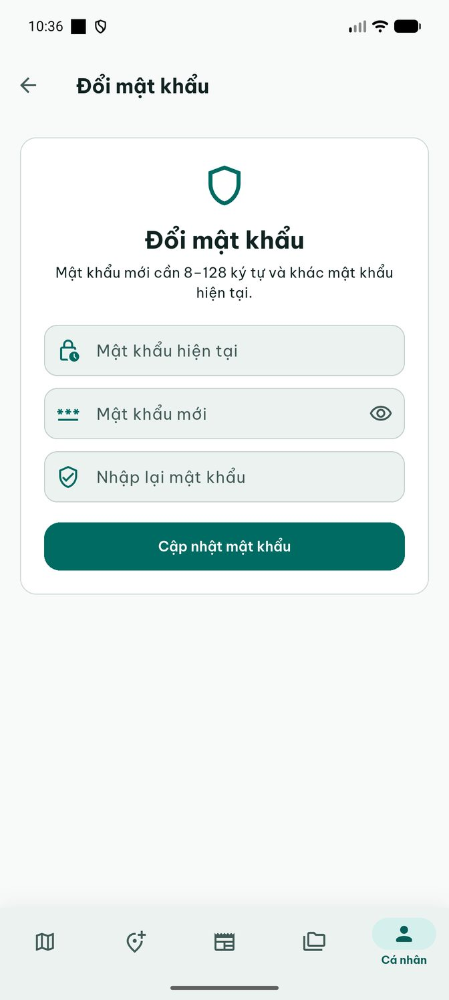 10:36
Đổi mật khẩu
Đổi mật khẩu
Mật khẩu mới cần 8–128 ký tự và khác mật khẩu
hiện tại.
Mật khẩu hiện tại
Mật khẩu mới
Nhập lại mật khẩu
Cập nhật mật khẩu
Cá nhân